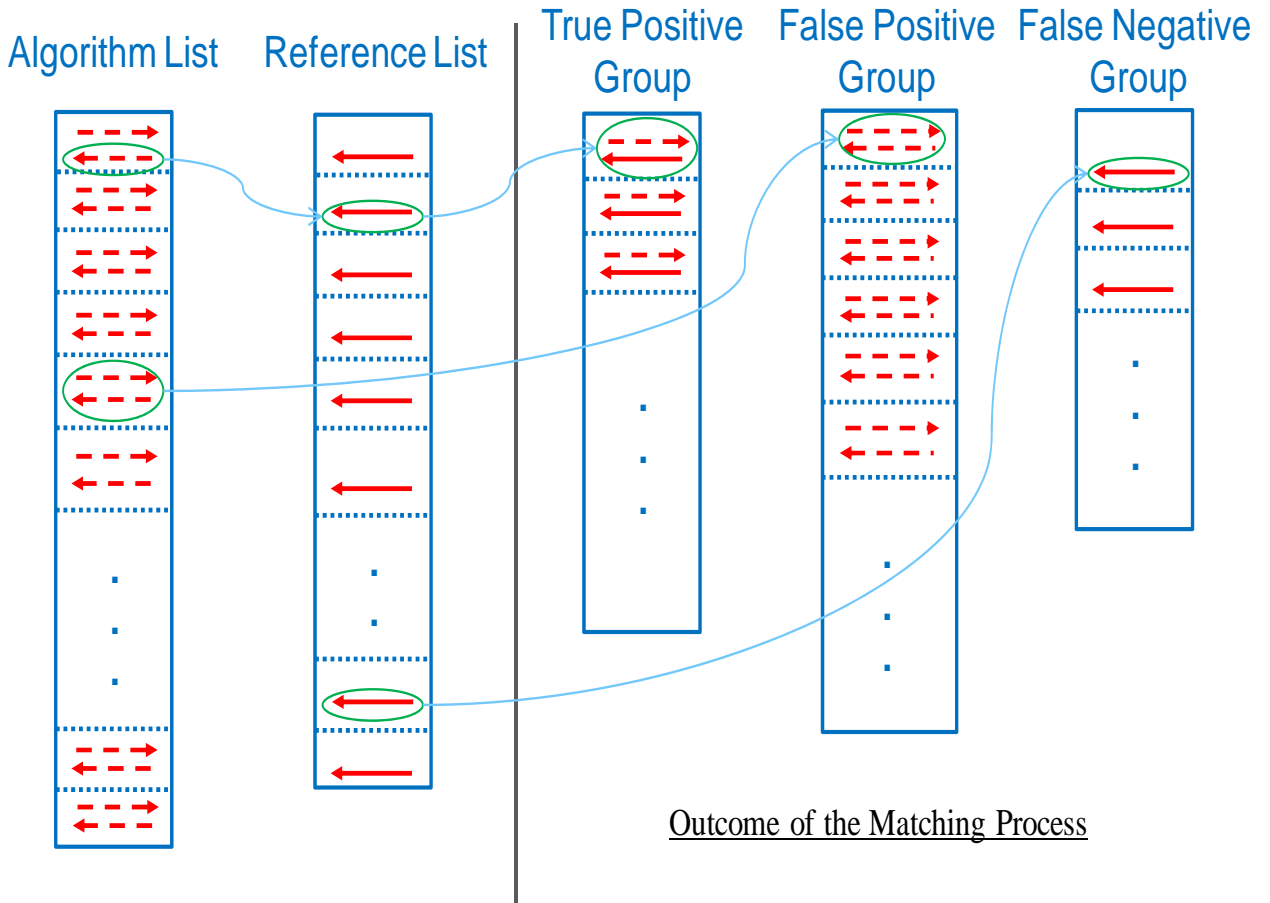 Algorithm List
Reference List
True Positive
Group
False Positive
Group
False Negative
Group
Outcome of the Matching Process